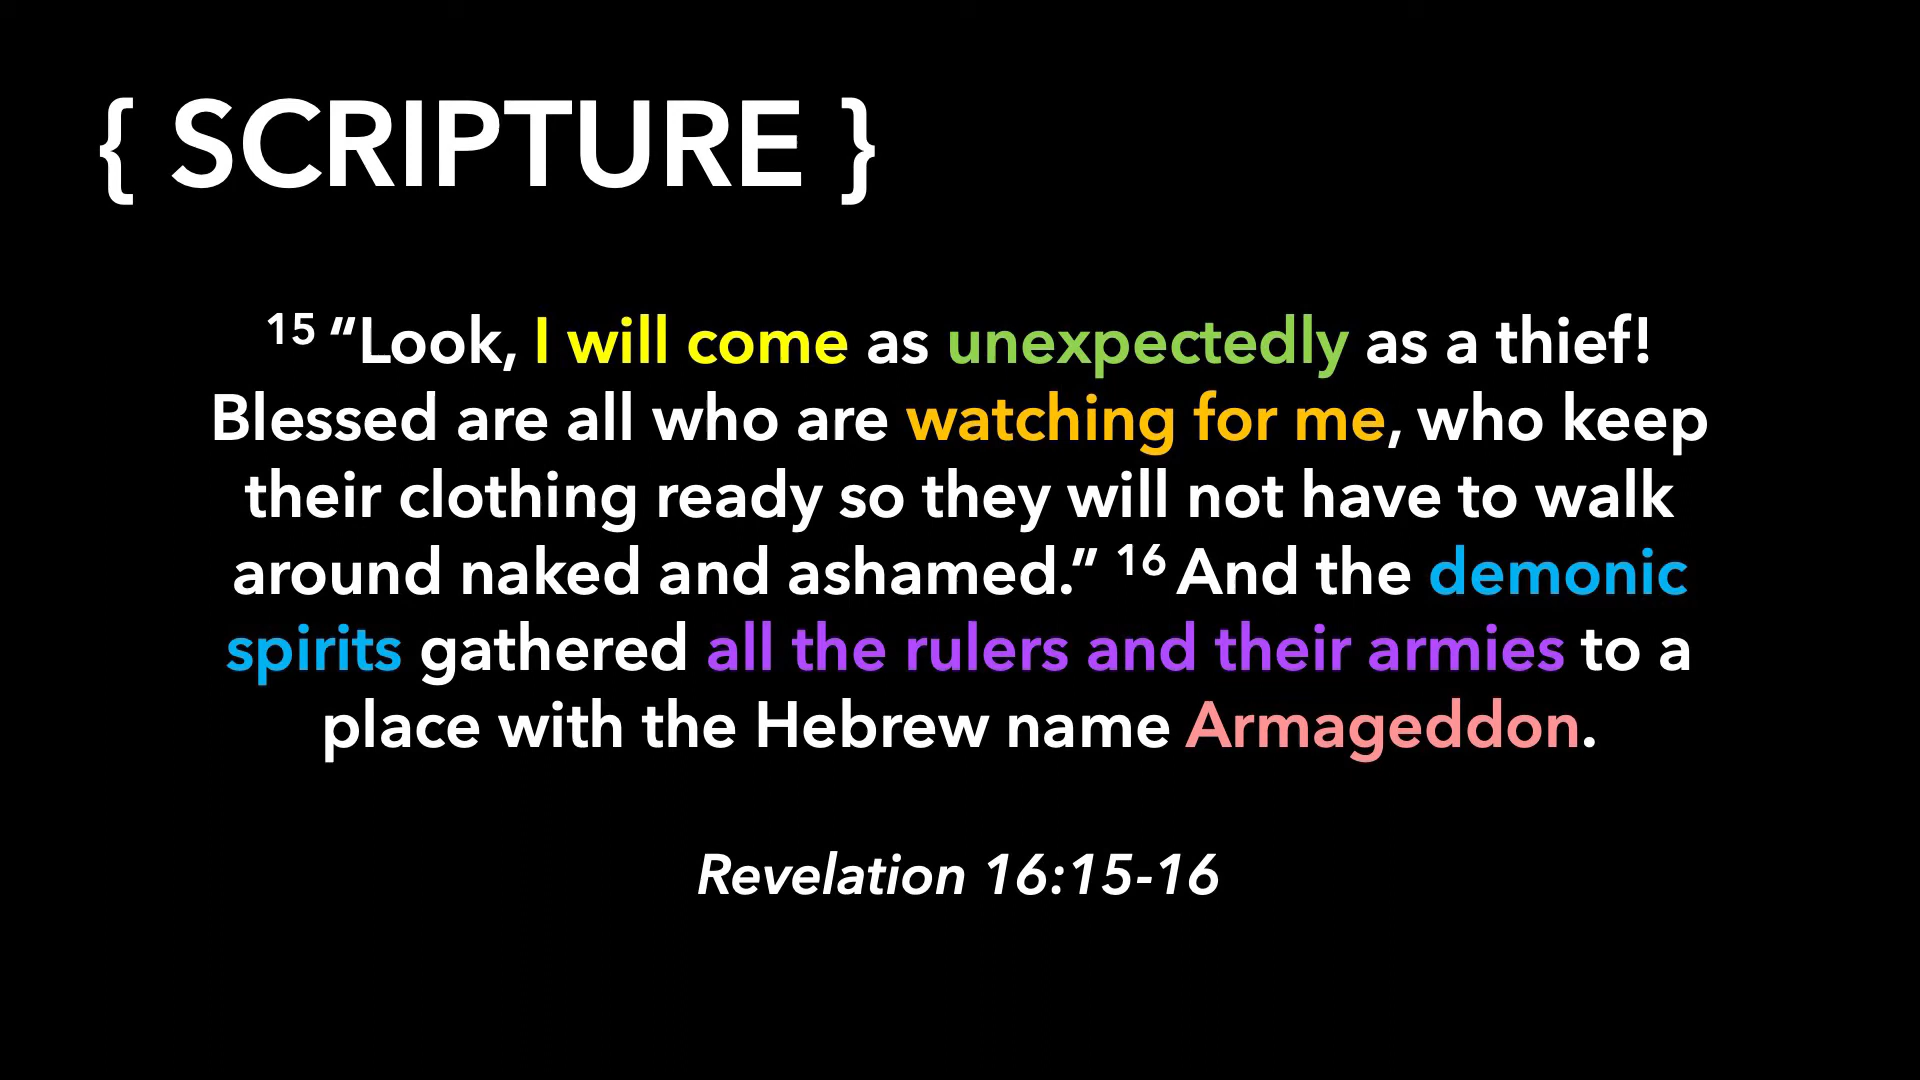 { SCRIPTURE }
15 “Look, I will come as unexpectedly as a thief!
Blessed are all who are watching for me, who keep
their clothing ready so they will not have to walk
around naked and ashamed.” 16 And the demonic
spirits gathered all the rulers and their armies to a
place with the Hebrew name Armageddon.
Revelation 16:15-16